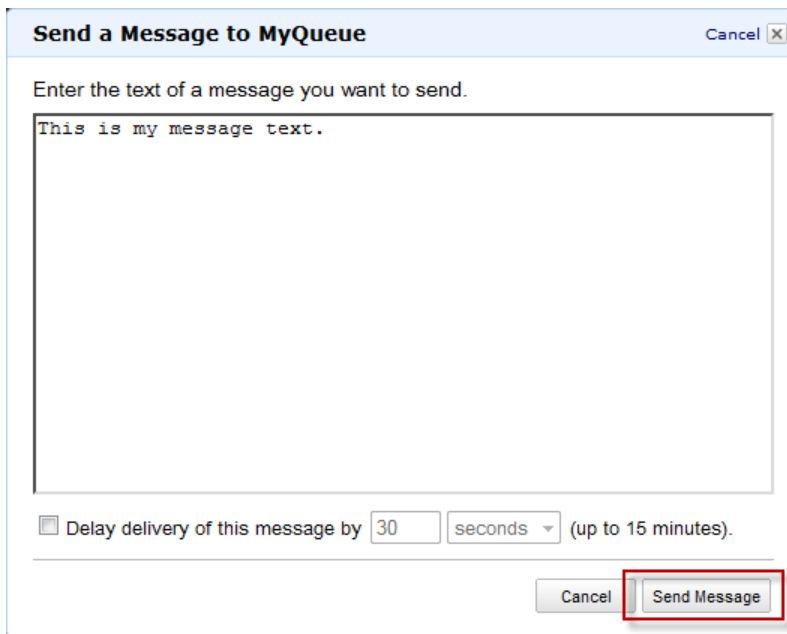 Send a Message to MyQueue Cancel
Enter the text of a message you want to send.
This is my message text.
Delay delivery of this message by 30 seconds (up to 15 minutes).
Cancel Send Message